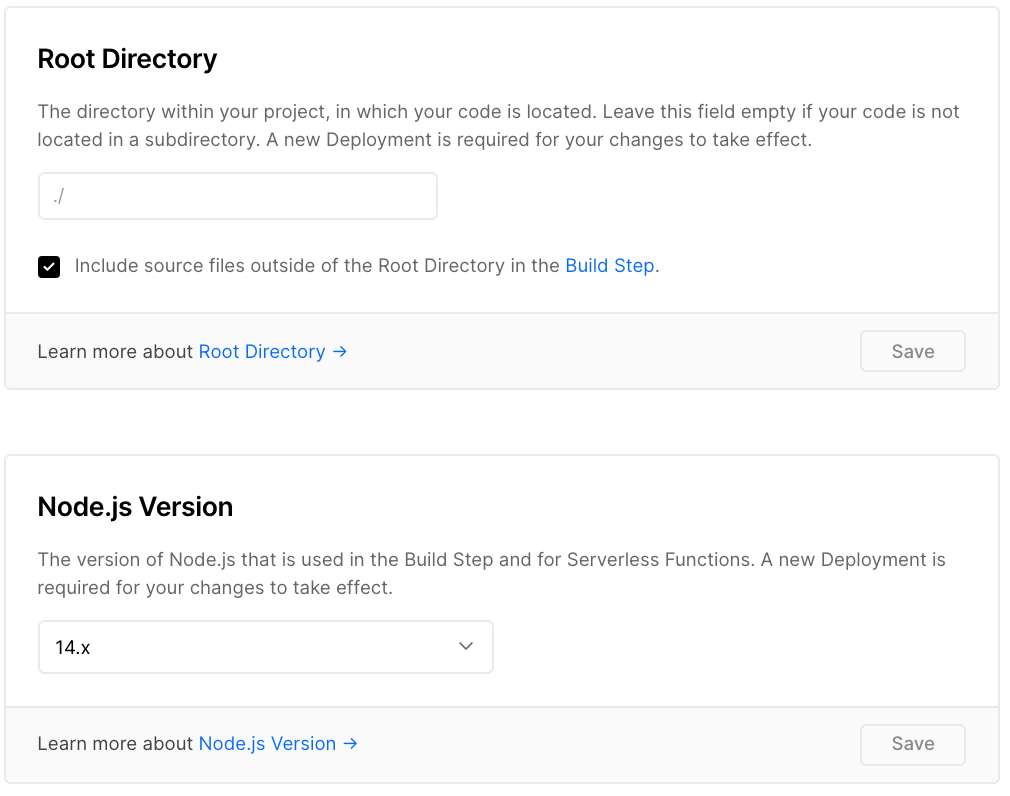 Root Directory
The directory within your project, in which your code is located. Leave this field empty if your code is not
located in a subdirectory. A new Deployment is required for your changes to take effect.
./
Include source files outside of the Root Directory in the Build Step.
Learn more about Root Directory →
Save
Node.js Version
The version of Node.js that is used in the Build Step and for Serverless Functions. A new Deployment is
required for your changes to take effect.
14.x
Learn more about Node.js Version →
Save